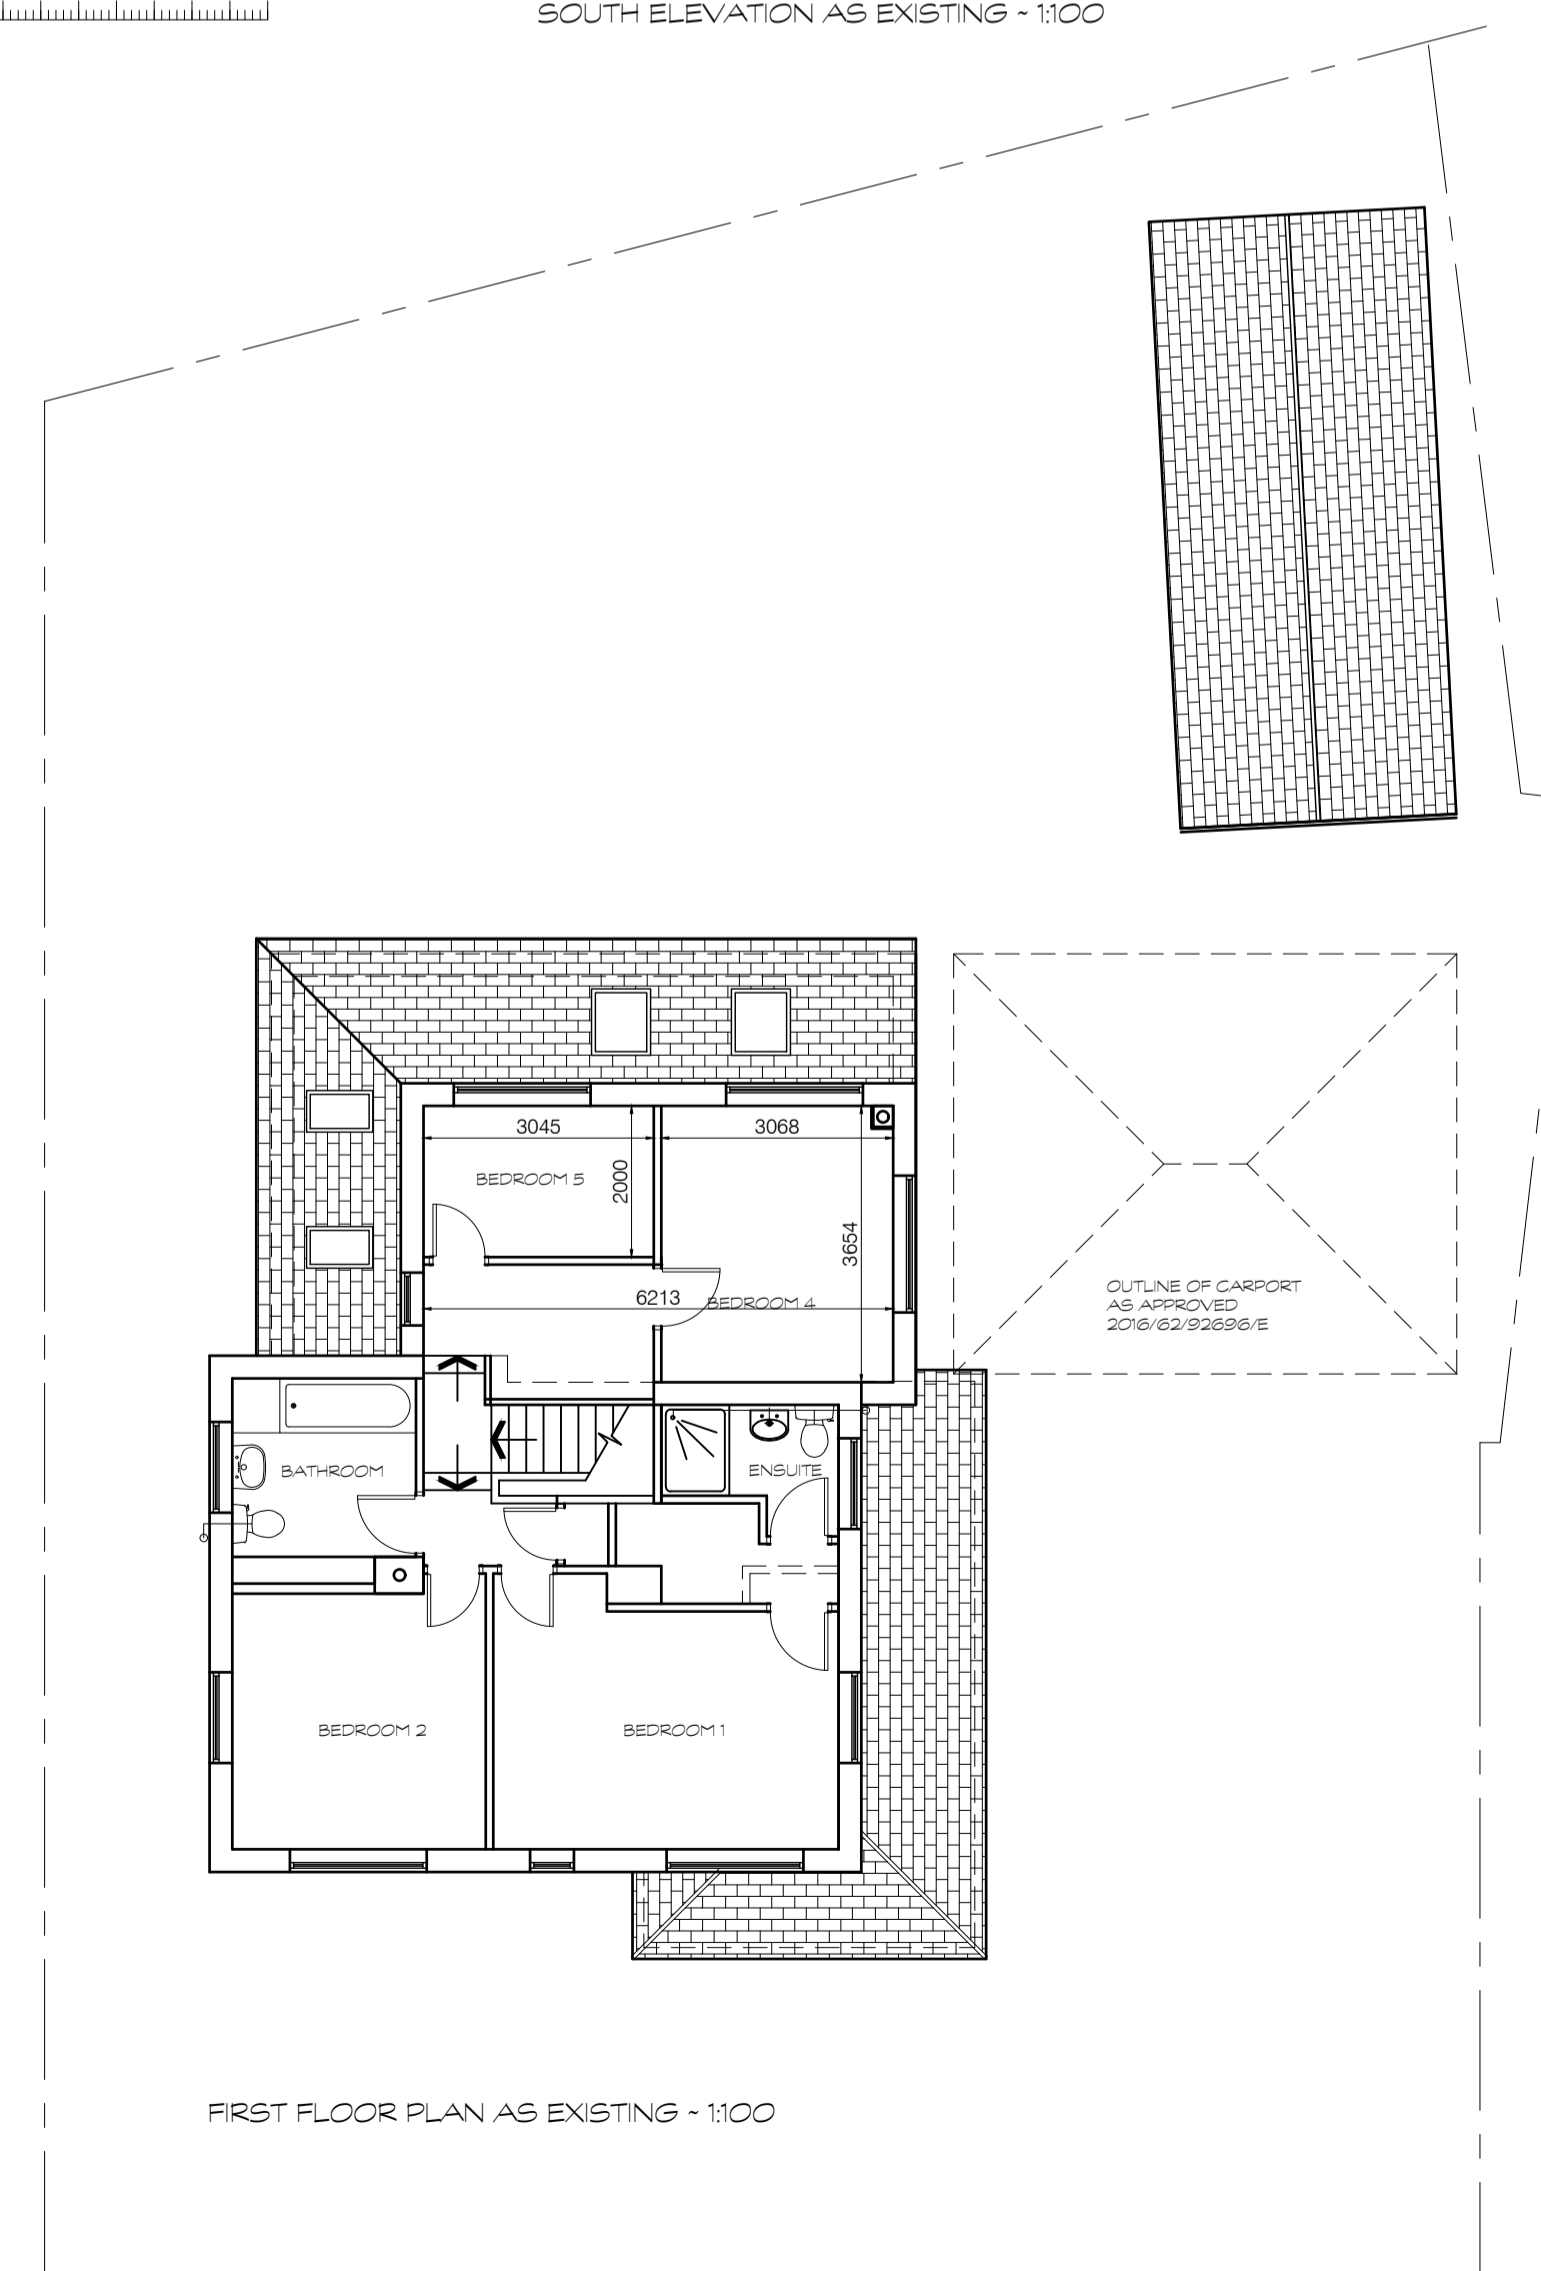 SOUTH ELEVATION AS EXISTING ~ 1:100
3045
3068
BEDROOM 5
2000
3654
6213
BEDROOM 4
OUTLINE OF CARPORT
AS APPROVED
2016/62/92696/E
BATHROOM
ENSUITE
BEDROOM 2
BEDROOM 1
FIRST FLOOR PLAN AS EXISTING ~ 1:100